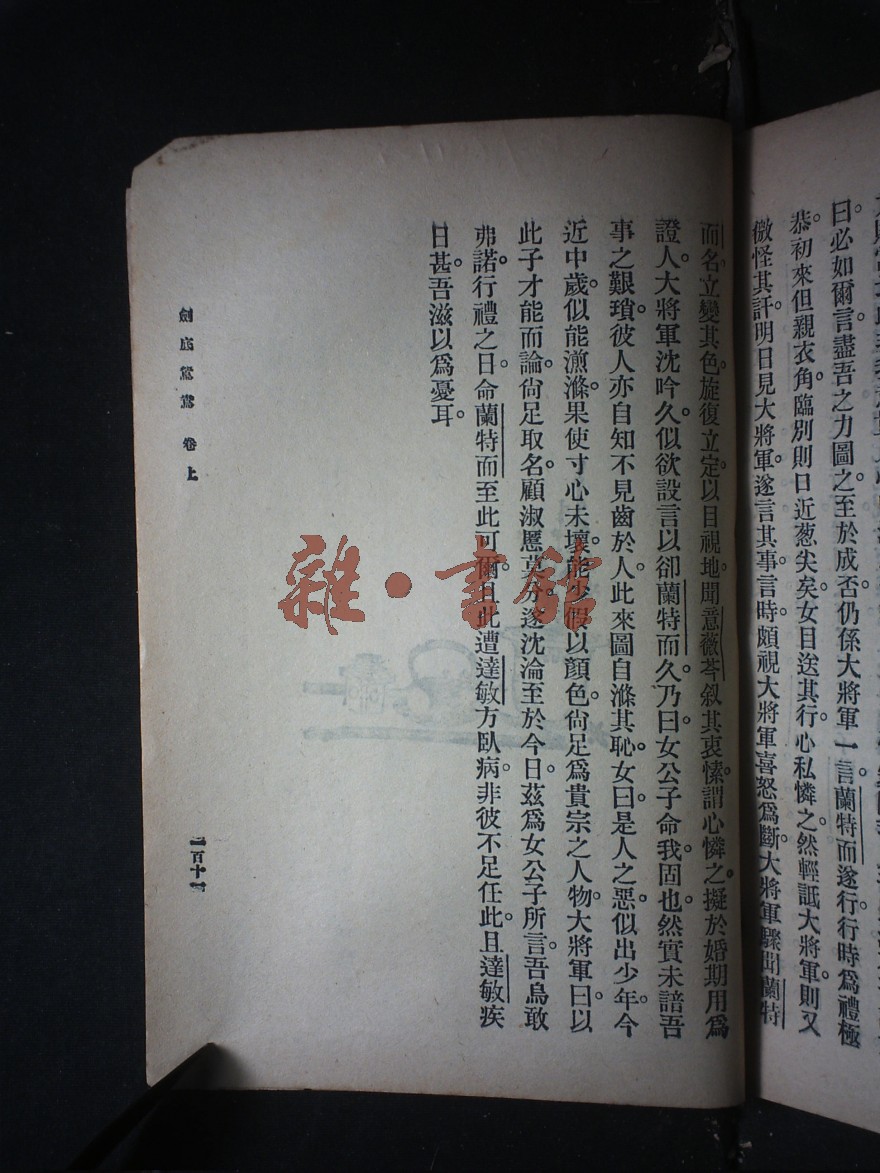 曰必如爾言盡吾之力圖之至於成否仍係大將軍一言蘭特而遂行行時爲禮極
恭初來但親衣角臨別則口近葱尖矣女目送其行心私憐之然輕詆大將軍則又
儆怪其訐明日見大將軍遂言其事言時頗視大將軍喜怒爲斷大將軍驟聞蘭特
而名立變其色旋復立定以目視地聞意薇芩叙其衷愫謂心憐之擬於婚期用爲
證人大將軍沈吟久似欲設言以卻蘭特而久乃曰女公子命我固也然實未諳吾
事之艱瑣彼人亦自知不見齒於人此來圖自滌其恥女曰是人之惡似出少年今
近中歲似能湔滌果使寸心未壞能少假以顏色尙足爲貴宗之人物大將軍曰以
此子才能而論尙足取名顧淑慝莫分遂沈淪至於今日茲爲女公子所言吾烏敢
弗諾行禮之日命蘭特而至此可爾且此遭達敏方臥病非彼不足任此且達敏疾
日甚吾滋以爲憂耳
劍底鴛鴦 卷上
雜·書館